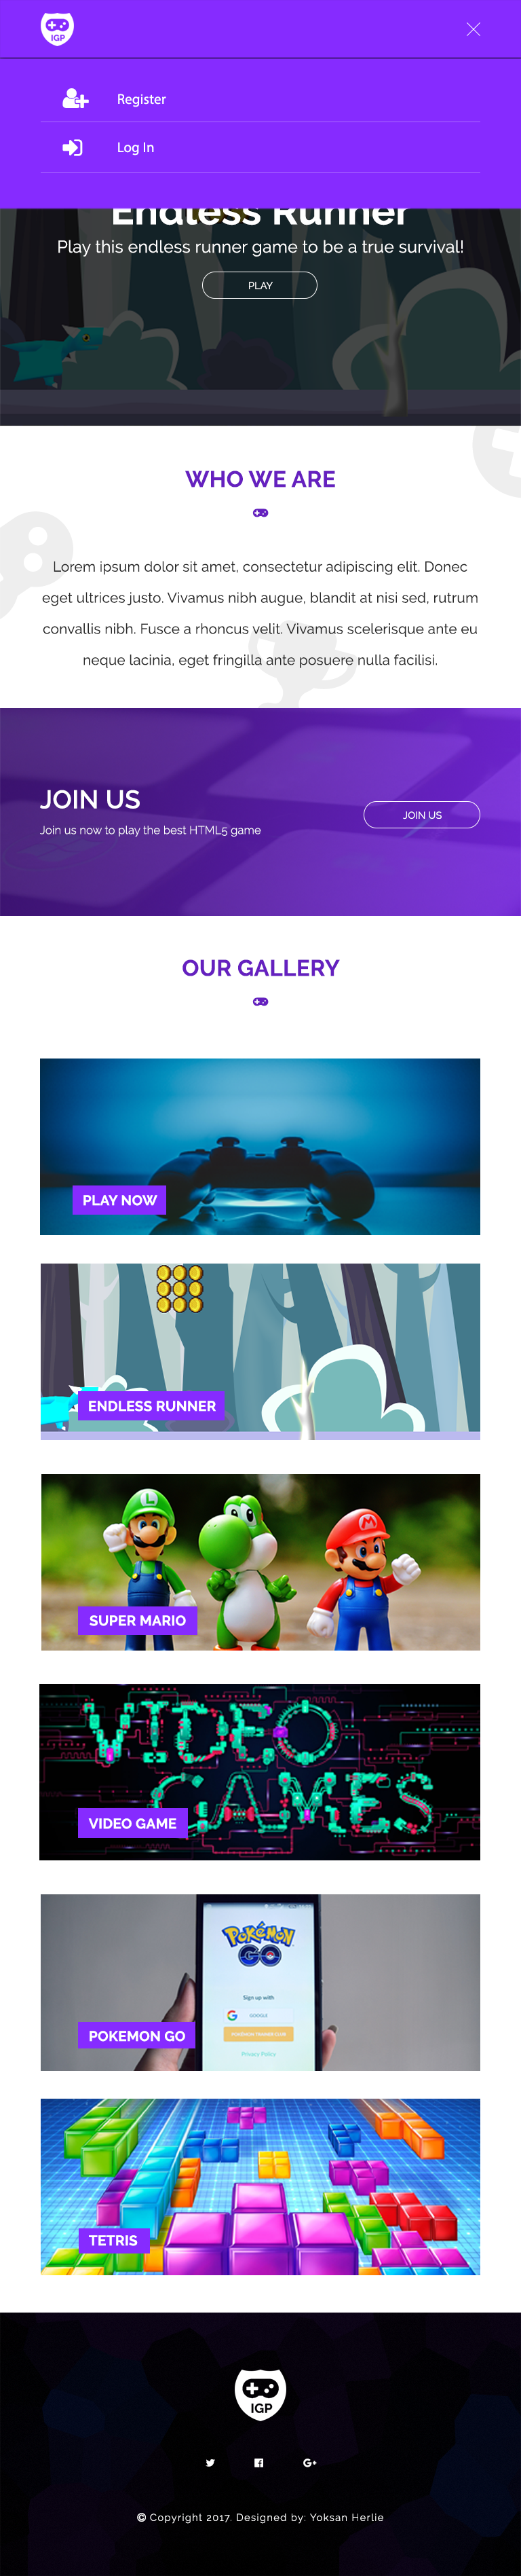 IGP
Register
Log In
Endless Runner
Play this endless runner game to be a true survival!
PLAY
WHO WE ARE
Lorem ipsum dolor sit amet, consectetur adipiscing elit. Donec
eget ultrices justo. Vivamus nibh augue, blandit at nisi sed, rutrum
convallis nibh. Fusce a rhoncus velit. Vivamus scelerisque ante eu
neque lacinia, eget fringilla ante posuere nulla facilisi.
JOIN US
Join us now to play the best HTML5 game
JOIN US
OUR GALLERY
PLAY NOW
ENDLESS RUNNER
L
M
SUPER MARIO
VIDEO
GAMES
VIDEO GAME
POKÉMON
GO
Sign up with
GOOGLE
POKÉMON TRAINER CLUB
Privacy Policy
POKEMON GO
TETRIS
IGP
© Copyright 2017. Designed by: Yoksan Herlie